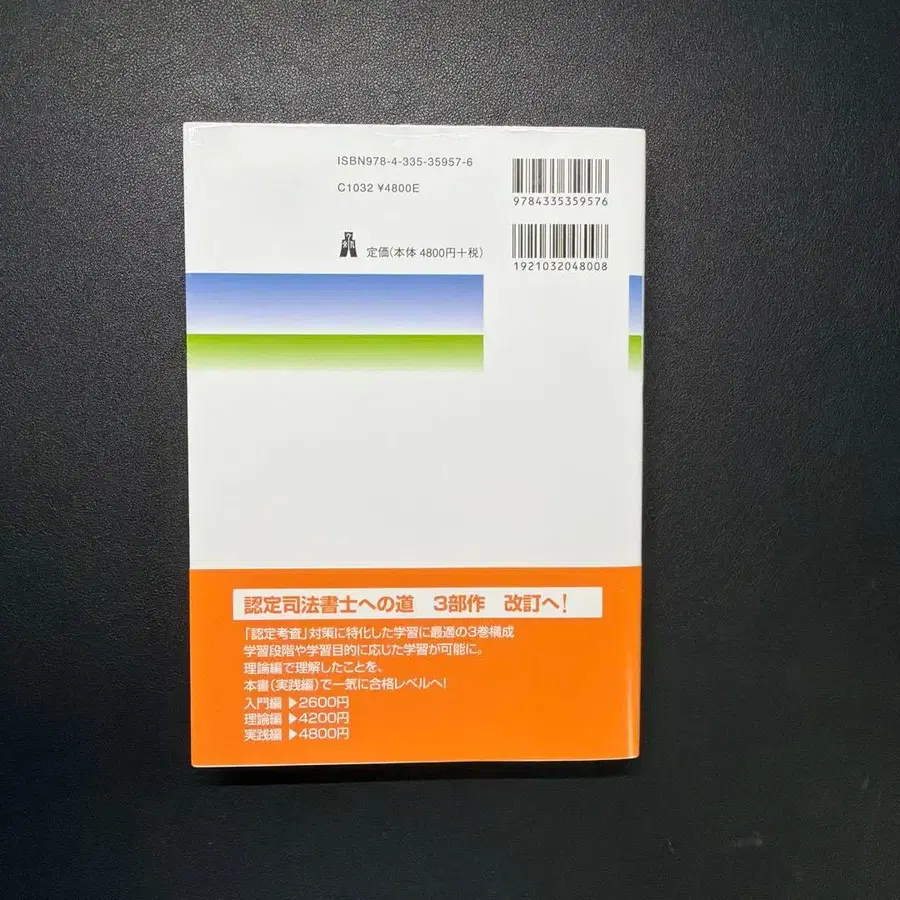 ISBN978-4-335-35957-6
C1032 ¥4800E
定価(本体 4800円+税)
9784335359576
1921032048008
認定司法書士への道 3部作 改訂へ!
「認定考査」対策に特化した学習に最適の3巻構成
学習段階や学習目的に応じた学習が可能に。
理論編で理解したことを、
本書(実践編)で一気に合格レベルへ!
入門編 ▶2600円
理論編 ▶4200円
実践編 ▶4800円